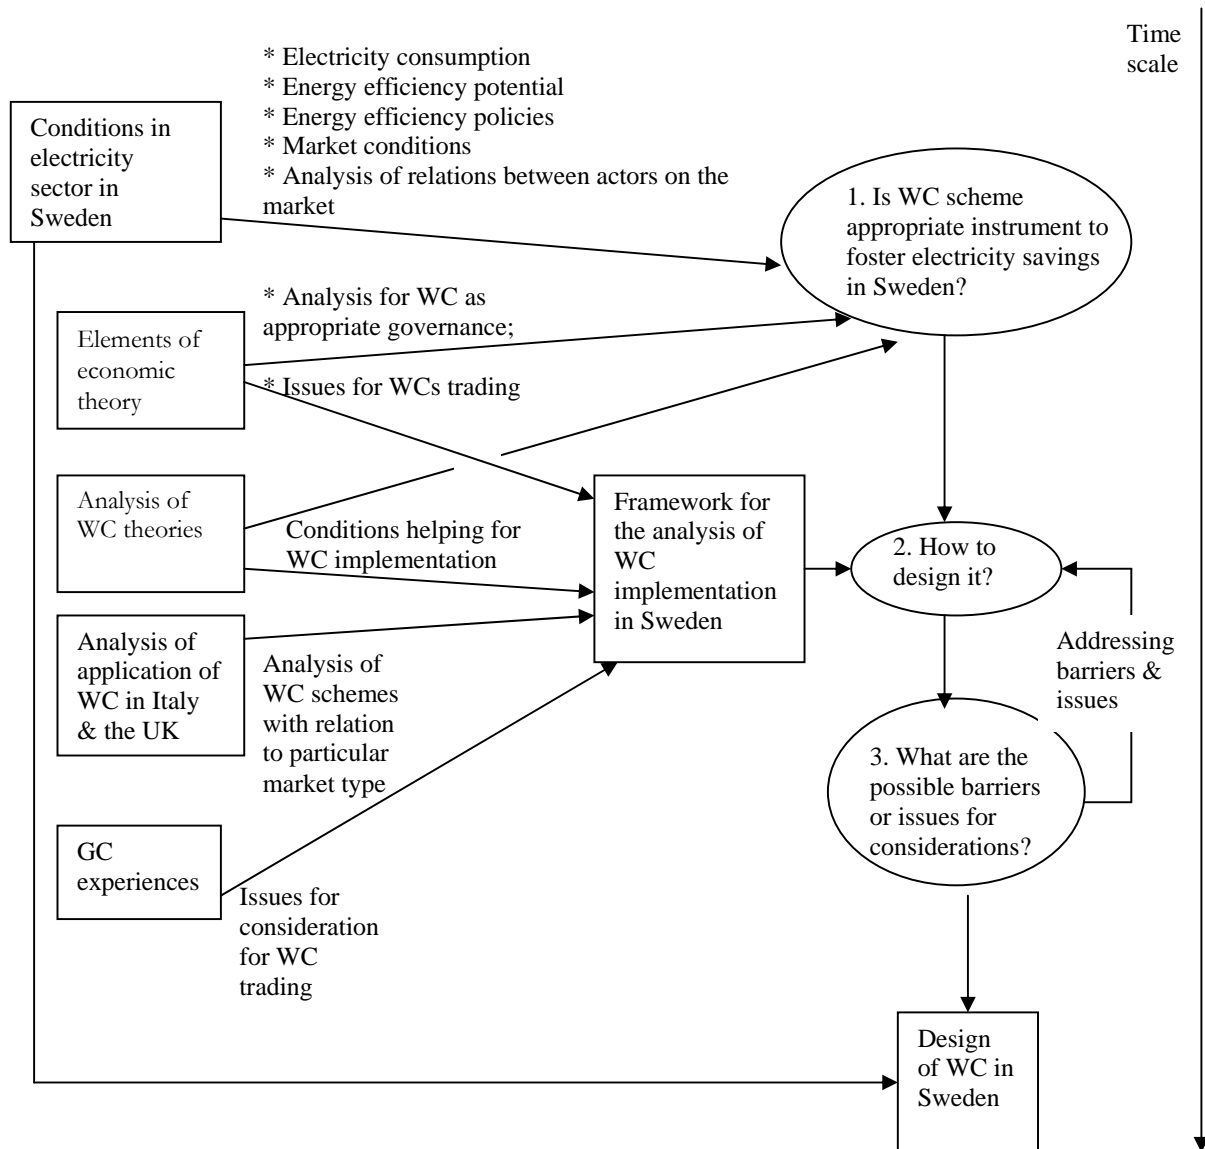 Time
scale
* Electricity consumption
* Energy efficiency potential
* Energy efficiency policies
* Market conditions
* Analysis of relations between actors on the
market
Conditions in
electricity
sector in
Sweden
1. Is WC scheme
appropriate instrument to
foster electricity savings
in Sweden?
* Analysis for WC as
appropriate governance;
* Issues for WCs trading
Elements of
economic
theory
Analysis of
WC theories
Conditions helping for
WC implementation
Framework for
the analysis of
WC
implementation
in Sweden
2. How to
design it?
Analysis of
application of
WC in Italy
& the UK
Analysis of
WC schemes
with relation
to particular
market type
Addressing
barriers &
issues
3. What are the
possible barriers
or issues for
considerations?
GC
experiences
Issues for
consideration
for WC
trading
Design
of WC in
Sweden